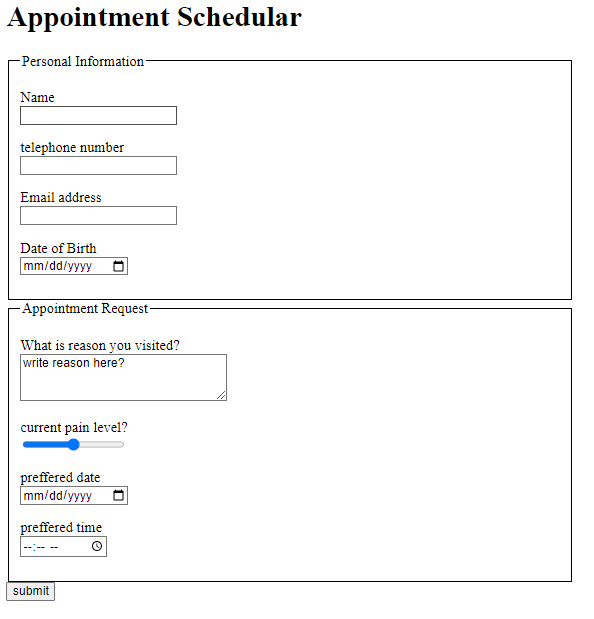 Appointment Schedular
Personal Information
Name
telephone number
Email address
Date of Birth
mm/dd/yyyy
Appointment Request
What is reason you visited?
write reason here?
current pain level?
preffered date
mm/dd/yyyy
preffered time
--:-- --
submit